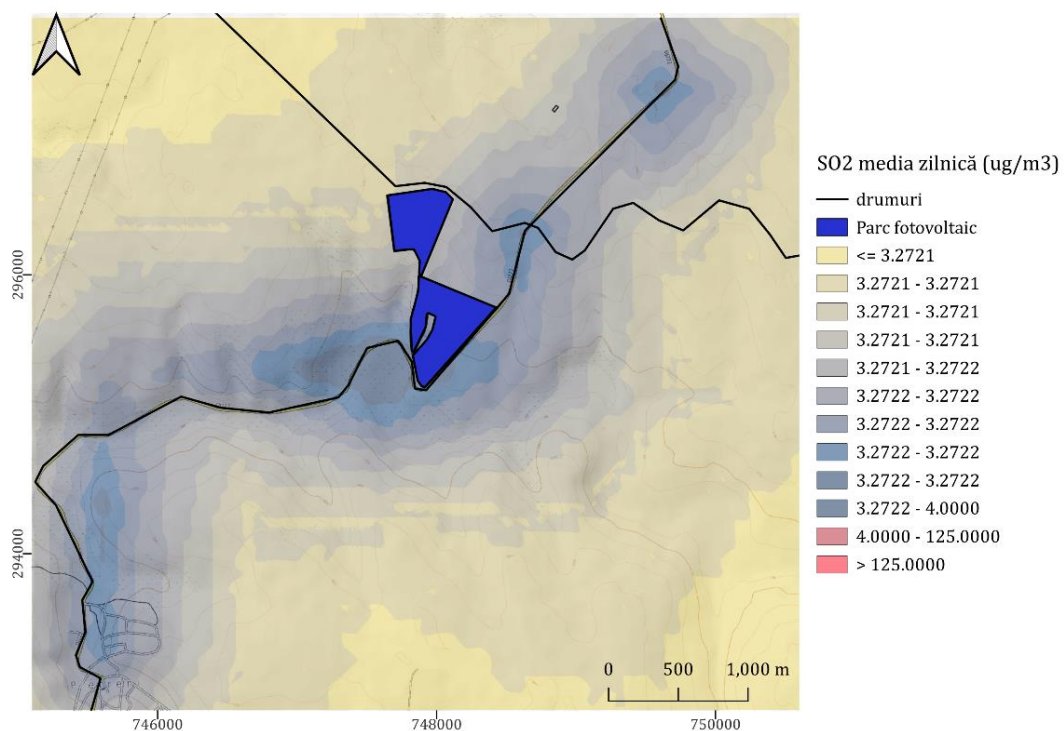 SO2 media zilnică (ug/m3)
drumuri
Parc fotovoltaic
<= 3.2721
3.2721 - 3.2721
3.2721 - 3.2721
3.2721 - 3.2721
3.2721 - 3.2722
3.2722 - 3.2722
3.2722 - 3.2722
3.2722 - 3.2722
3.2722 - 3.2722
3.2722 - 4.0000
4.0000 - 125.0000
> 125.0000
296000
294000
0 500 1,000 m
746000 748000 750000